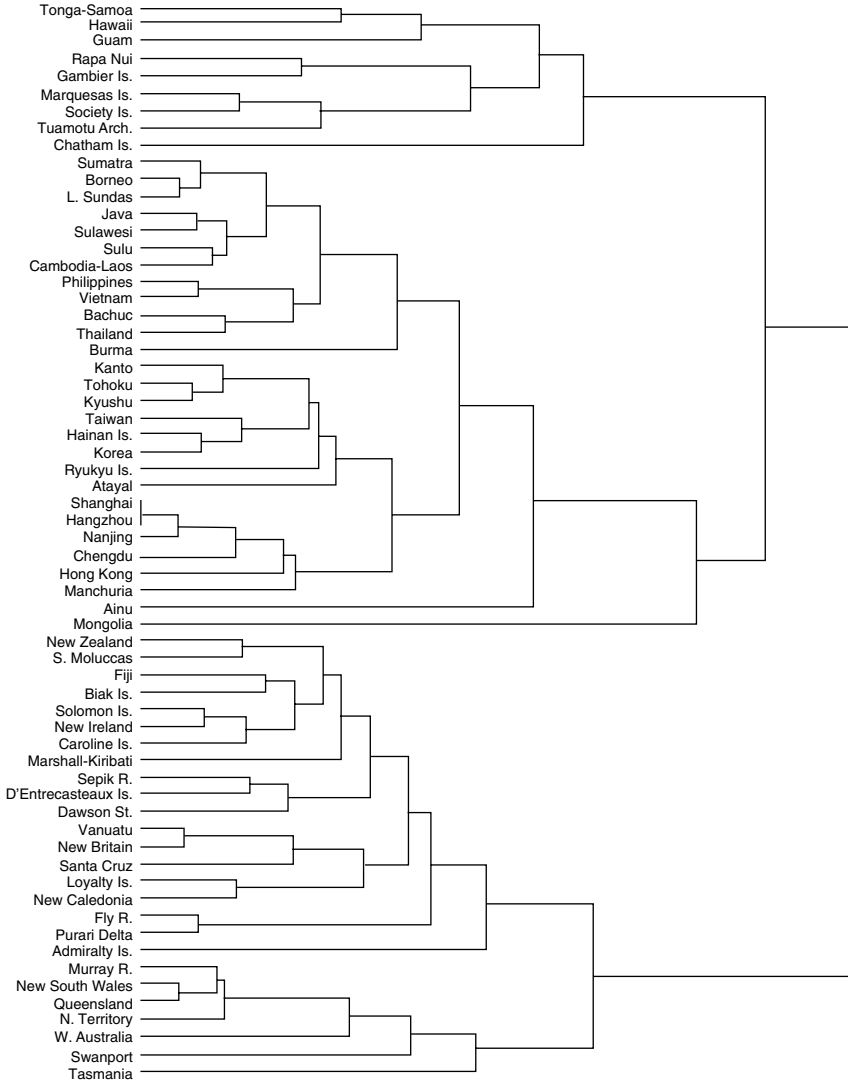 Tonga-Samoa
Hawaii
Guam
Rapa Nui
Gambier Is.
Marquesas Is.
Society Is.
Tuamotu Arch.
Chatham Is.
Sumatra
Borneo
L. Sundas
Java
Sulawesi
Sulu
Cambodia-Laos
Philippines
Vietnam
Bachuc
Thailand
Burma
Kanto
Tohoku
Kyushu
Taiwan
Hainan Is.
Korea
Ryukyu Is.
Atayal
Shanghai
Hangzhou
Nanjing
Chengdu
Hong Kong
Manchuria
Ainu
Mongolia
New Zealand
S. Moluccas
Fiji
Biak Is.
Solomon Is.
New Ireland
Caroline Is.
Marshall-Kiribati
Sepik R.
D'Entrecasteaux Is.
Dawson St.
Vanuatu
New Britain
Santa Cruz
Loyalty Is.
New Caledonia
Fly R.
Purari Delta
Admiralty Is.
Murray R.
New South Wales
Queensland
N. Territory
W. Australia
Swanport
Tasmania